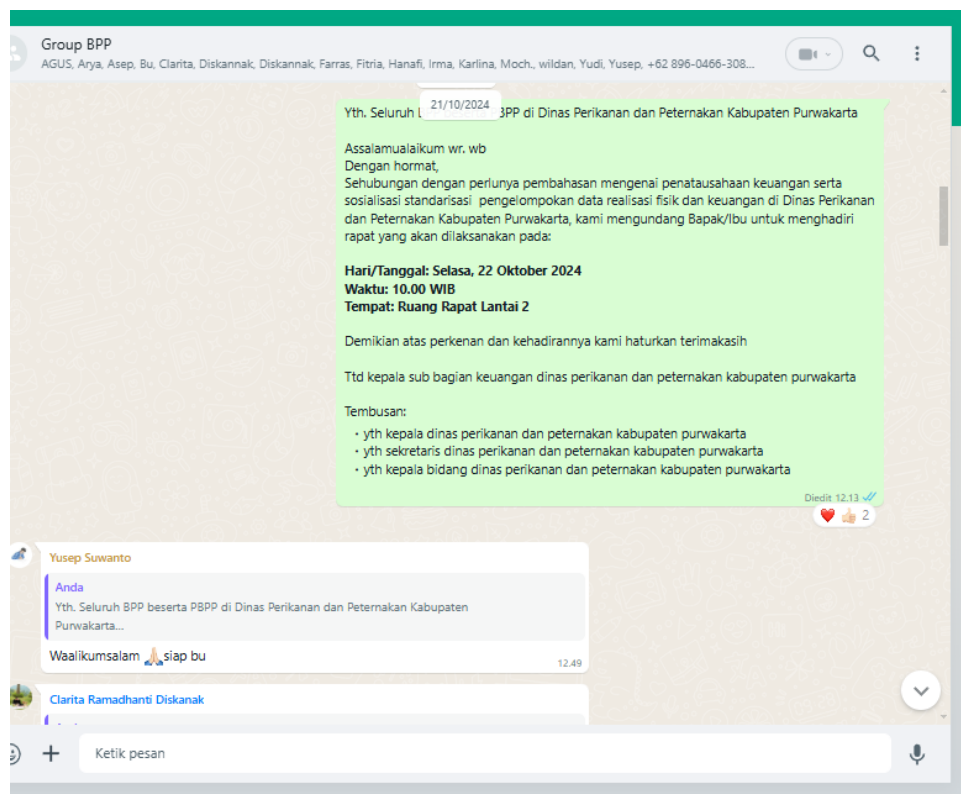 Group BPP
AGUS, Arya, Asep, Bu, Clarita, Diskannak, Diskannak, Farras, Fitria, Hanafi, Irma, Karlina, Moch., wildan, Yudi, Yusep, +62 896-0466-308...
21/10/2024
Yth. Seluruh BPP di Dinas Perikanan dan Peternakan Kabupaten Purwakarta
Assalamualaikum wr. wb
Dengan hormat,
Sehubungan dengan perlunya pembahasan mengenai penatausahaan keuangan serta
sosialisasi standarisasi pengelompokan data realisasi fisik dan keuangan di Dinas Perikanan
dan Peternakan Kabupaten Purwakarta, kami mengundang Bapak/Ibu untuk menghadiri
rapat yang akan dilaksanakan pada:
Hari/Tanggal: Selasa, 22 Oktober 2024
Waktu: 10.00 WIB
Tempat: Ruang Rapat Lantai 2
Demikian atas perkenan dan kehadirannya kami haturkan terimakasih
Ttd kepala sub bagian keuangan dinas perikanan dan peternakan kabupaten purwakarta
Tembusan:
• yth kepala dinas perikanan dan peternakan kabupaten purwakarta
• yth sekretaris dinas perikanan dan peternakan kabupaten purwakarta
• yth kepala bidang dinas perikanan dan peternakan kabupaten purwakarta
Diedit 12.13
2
Yusep Suwanto
Anda
Yth. Seluruh BPP beserta PBPP di Dinas Perikanan dan Peternakan Kabupaten
Purwakarta...
Waalikumsalam 🙏🏻siap bu
12.49
Clarita Ramadhanti Diskanak
Ketik pesan